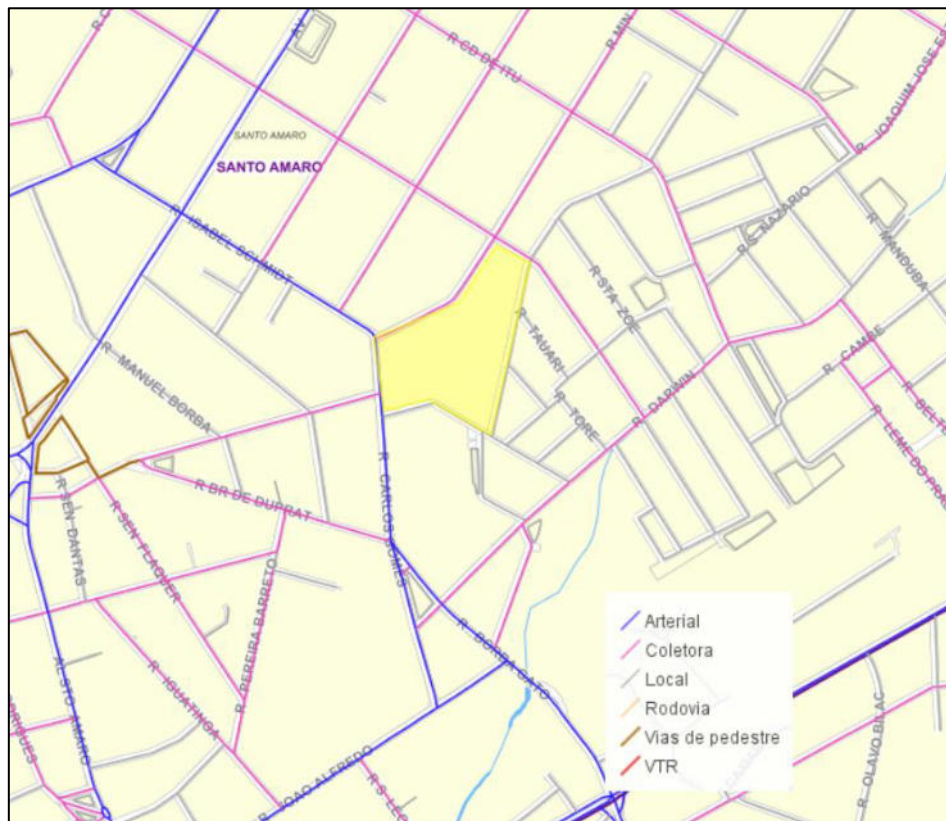 R CD DE ITU
R MIN
R JOAQUIM JOSE
AV
SANTO AMARO
SANTO AMARO
R ISABEL SCHMIDT
R S NAZARIO
R MANDUBA
R STA ZOE
R TAUARI
R CAMBE
R MANUEL BORBA
R TORE
R DARWIN
R LEME DO
R BR DE DUPRAT
R SEN DANTAS
R SEN FLAQUER
R CARLOS GOMES
R PEREIRA BARRETO
R BORBA GATO
R IGUATINGA
AL STO AMARO
R JOAO ALFREDO
R OLAVO BILAC
Arterial
Coletora
Local
Rodovia
Vias de pedestre
VTR